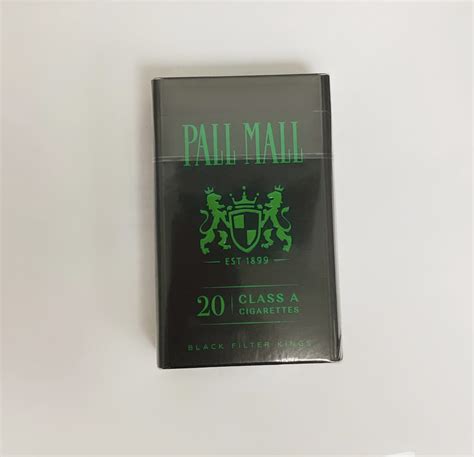 PALL MALL
EST 1899
20 CLASS A
CIGARETTES
BLACK FILTER KINGS